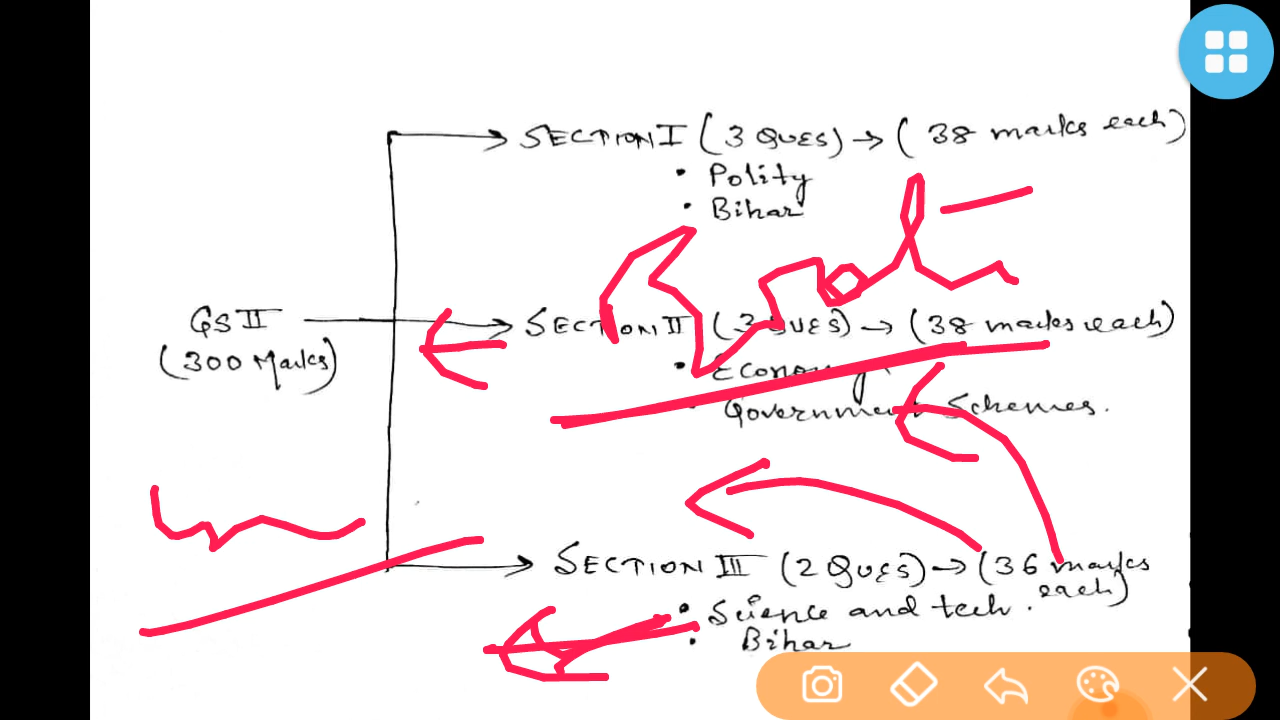 SECTION I (3 QUES) → (38 marks each)
• Polity
• Bihar
GS II
(300 Marks)
SECTION II (3 QUES) → (38 marks each)
• Economy
• Government Schemes.
SECTION III (2 QUES) → (36 marks each)
• Science and tech.
• Bihar